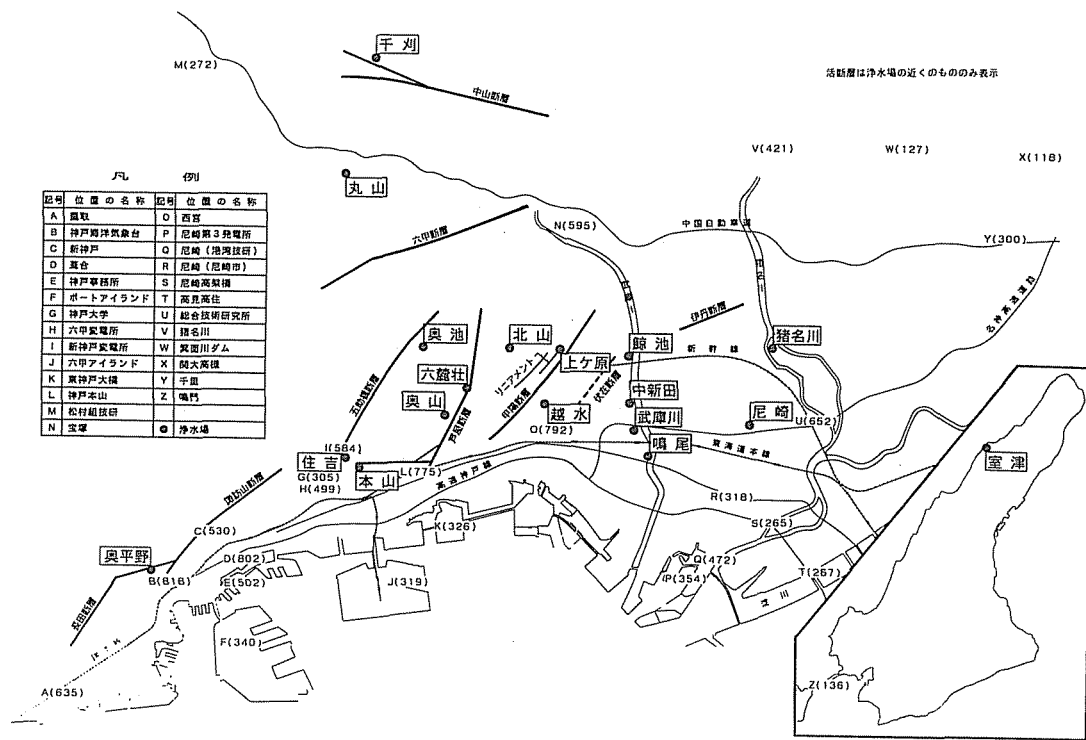 千刈
M(272)
活断層は浄水場の近くのもののみ表示
中山断層
V(421)
W(127)
X(118)
凡 例
記号 位置の名称 記号 位置の名称
A 鷹取 O 西宮
B 神戸海洋気象台 P 尼崎第3発電所
C 新神戸 Q 尼崎(港湾技研)
D 葺合 R 尼崎(尼崎市)
E 神戸事務所 S 尼崎高架橋
F ポートアイランド T 高見高住
G 神戸大学 U 総合技術研究所
H 六甲変電所 V 猪名川
I 新神戸変電所 W 箕面川ダム
J 六甲アイランド X 関大高槻
K 東神戸大橋 Y 千里
L 神戸本山 Z 鳴門
M 松村組技研
N 宝塚 ◎ 浄水場
丸山
六甲断層
N(595)
中国自動車道
Y(300)
名神高速道路
伊丹断層
奥池
北山
上ケ原
鯨池
新幹線
猪名川
リニアメント
六麓荘
五助橋断層
奥山
芦屋断層
甲陽断層
伏在断層
越水
O(792)
中新田
武庫川
尼崎
U(652)
鳴尾
東海道本線
室津
I(584)
住吉
G(305)
H(499)
本山
L(775)
高速神戸線
諏訪山断層
R(318)
C(530)
K(326)
S(265)
奥平野
D(802)
B(818)
E(502)
J(319)
Q(472)
P(354)
T(267)
淀川
長田断層
F(340)
A(635)
Z(136)